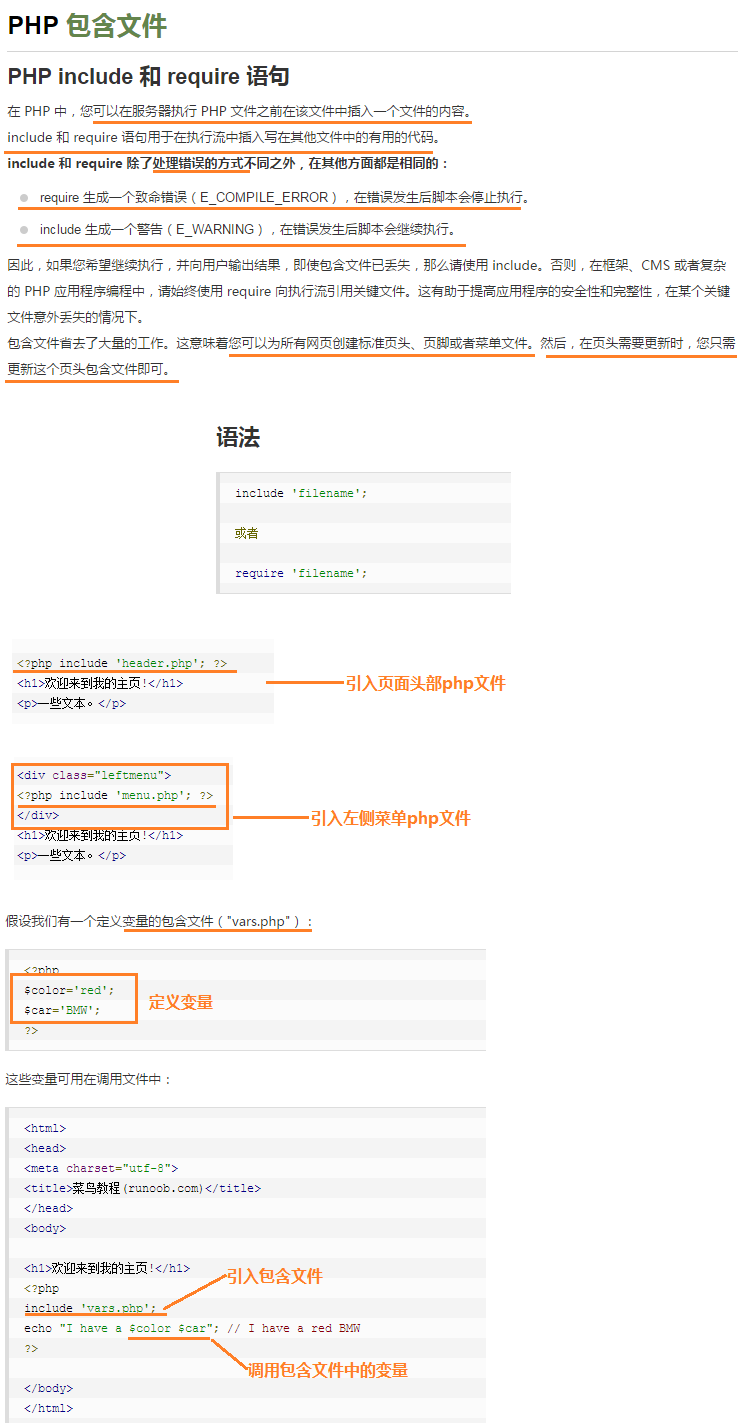 PHP 包含文件
PHP include 和 require 语句
在 PHP 中，您可以在服务器执行 PHP 文件之前在该文件中插入一个文件的内容。
include 和 require 语句用于在执行流中插入写在其他文件中的有用的代码。
include 和 require 除了处理错误的方式不同之外，在其他方面都是相同的：
require 生成一个致命错误（E_COMPILE_ERROR），在错误发生后脚本会停止执行。
include 生成一个警告（E_WARNING），在错误发生后脚本会继续执行。
因此，如果您希望继续执行，并向用户输出结果，即使包含文件已丢失，那么请使用 include。否则，在框架、CMS 或者复杂
的 PHP 应用程序编程中，请始终使用 require 向执行流引用关键文件。这有助于提高应用程序的安全性和完整性，在某个关键
文件意外丢失的情况下。
包含文件省去了大量的工作。这意味着您可以为所有网页创建标准页头、页脚或者菜单文件。然后，在页头需要更新时，您只需
更新这个页头包含文件即可。
语法
include 'filename';
或者
require 'filename';
<?php include 'header.php'; ?>
<h1>欢迎来到我的主页!</h1>
引入页面头部php文件
<p>一些文本。</p>
<div class="leftmenu">
<?php include 'menu.php'; ?>
</div>
引入左侧菜单php文件
<h1>欢迎来到我的主页!</h1>
<p>一些文本。</p>
假设我们有一个定义变量的包含文件（"vars.php"）：
<?php
$color='red';
定义变量
$car='BMW';
?>
这些变量可用在调用文件中：
<html>
<head>
<meta charset="utf-8">
<title>菜鸟教程(runoob.com)</title>
</head>
<body>
<h1>欢迎来到我的主页!</h1>
引入包含文件
<?php
include 'vars.php';
echo "I have a $color $car"; // I have a red BMW
?>
调用包含文件中的变量
</body>
</html>